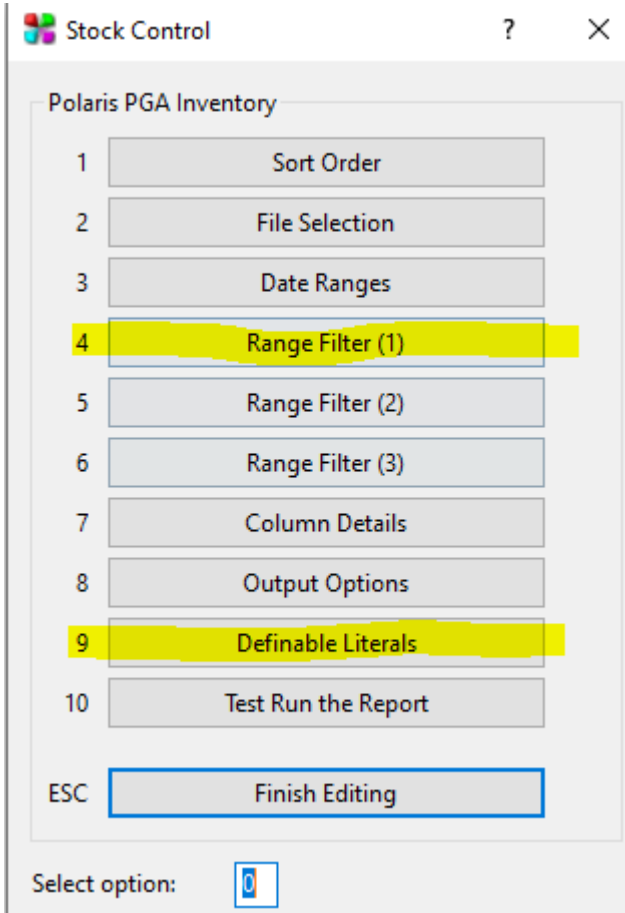 Stock Control ? ×
Polaris PGA Inventory
1 Sort Order
2 File Selection
3 Date Ranges
4 Range Filter (1)
5 Range Filter (2)
6 Range Filter (3)
7 Column Details
8 Output Options
9 Definable Literals
10 Test Run the Report
ESC Finish Editing
Select option: 0